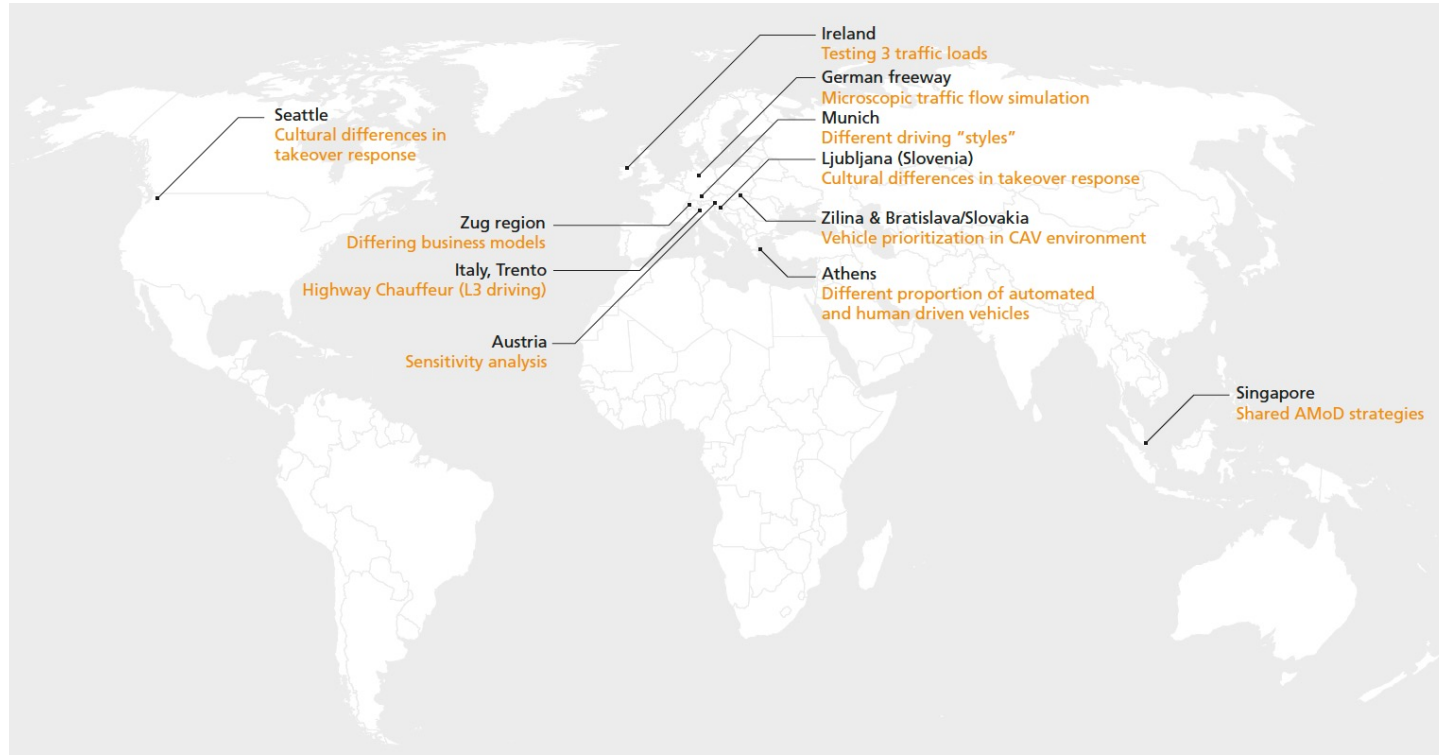 Ireland
Testing 3 traffic loads
German freeway
Microscopic traffic flow simulation
Munich
Different driving “styles”
Ljubljana (Slovenia)
Cultural differences in takeover response
Zilina & Bratislava/Slovakia
Vehicle prioritization in CAV environment
Athens
Different proportion of automated
and human driven vehicles
Seattle
Cultural differences in
takeover response
Zug region
Differing business models
Italy, Trento
Highway Chauffeur (L3 driving)
Austria
Sensitivity analysis
Singapore
Shared AMoD strategies